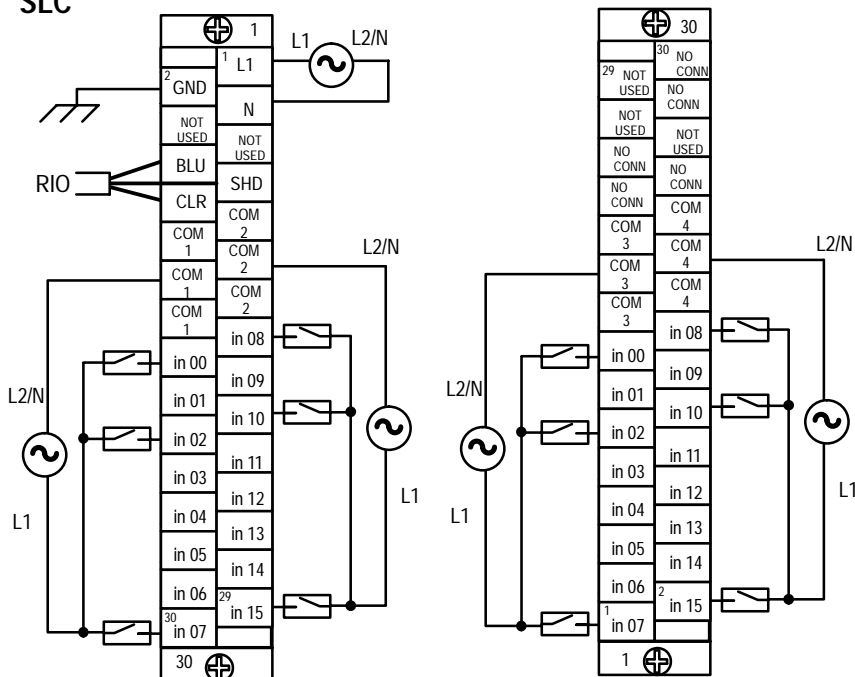 SLC
1
1 L1
2 GND
N
NOT USED
NOT USED
BLU
SHD
CLR
RIO
L1
L2/N
COM 1
COM 2
COM 1
COM 2
COM 1
COM 2
in 00
in 08
in 01
in 09
in 02
in 10
in 03
in 11
in 04
in 12
in 05
in 13
in 06
in 14
30 in 07
29 in 15
30
L2/N
L1
L2/N
L1
30
30 NO CONN
29 NOT USED
NO CONN
NOT USED
NOT USED
NO CONN
NO CONN
NO CONN
COM 3
COM 4
COM 3
COM 4
COM 3
COM 4
in 00
in 08
in 01
in 09
in 02
in 10
in 03
in 11
in 04
in 12
in 05
in 13
in 06
in 14
1 in 07
2 in 15
1
L2/N
L1
L2/N
L1